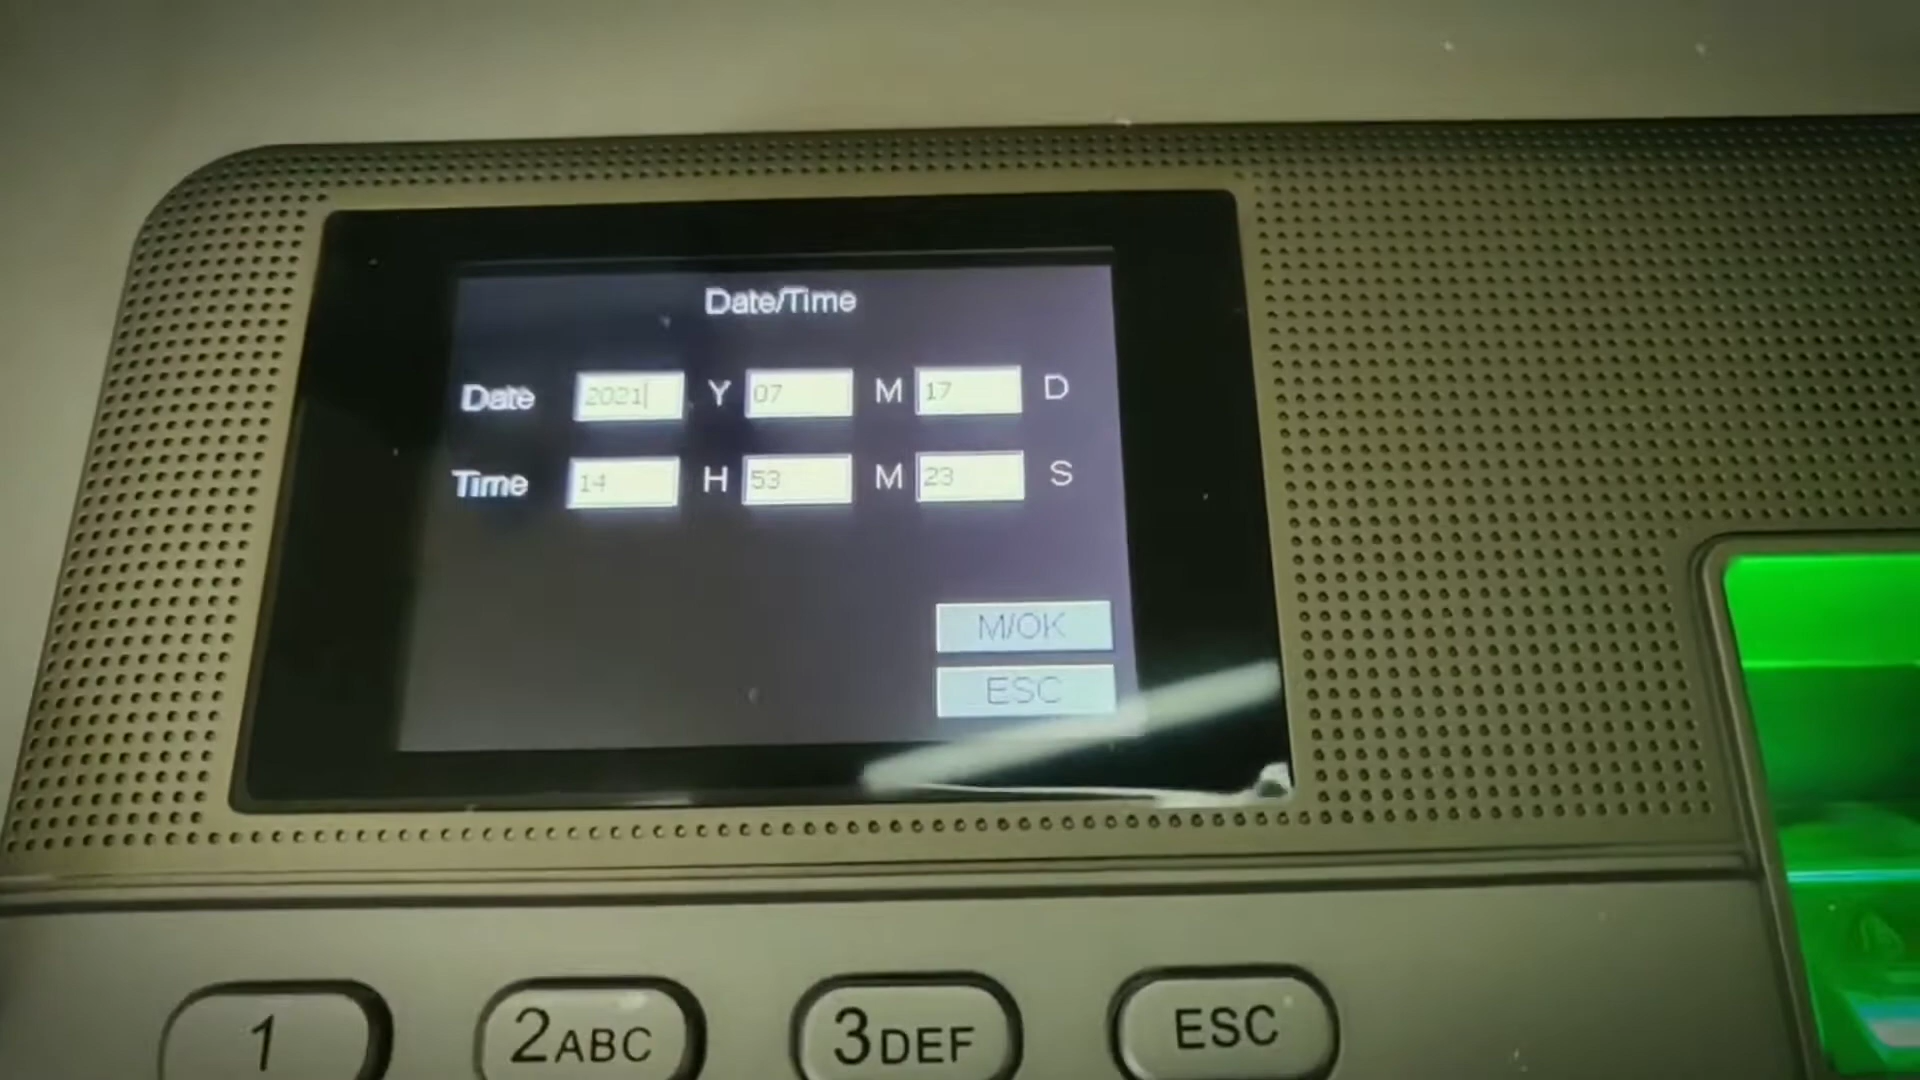 Date/Time
Date 2021 Y 07 M 17 D
Time 14 H 53 M 23 S
M/OK
ESC
1 2ABC 3DEF ESC